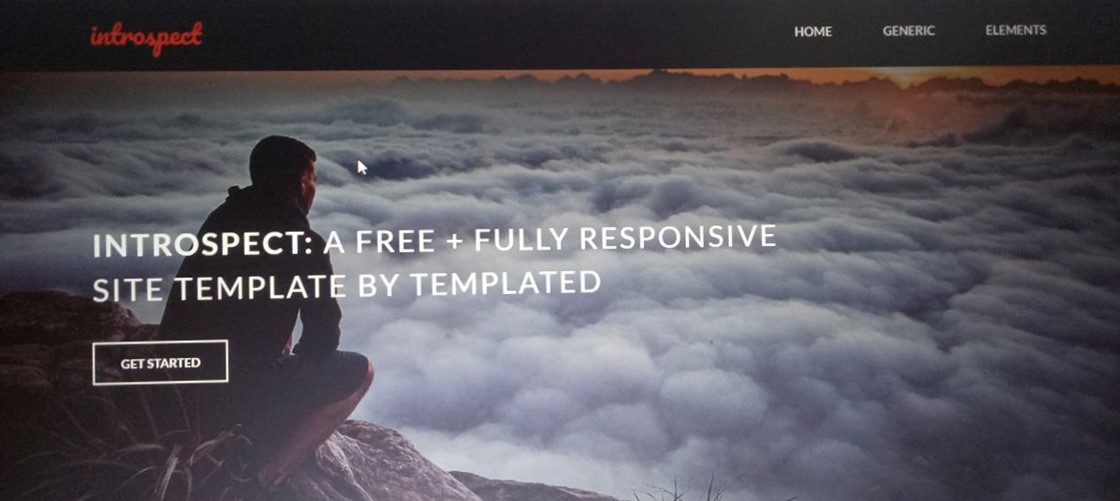 introspect
HOME GENERIC ELEMENTS
INTROSPECT: A FREE + FULLY RESPONSIVE
SITE TEMPLATE BY TEMPLATED
GET STARTED